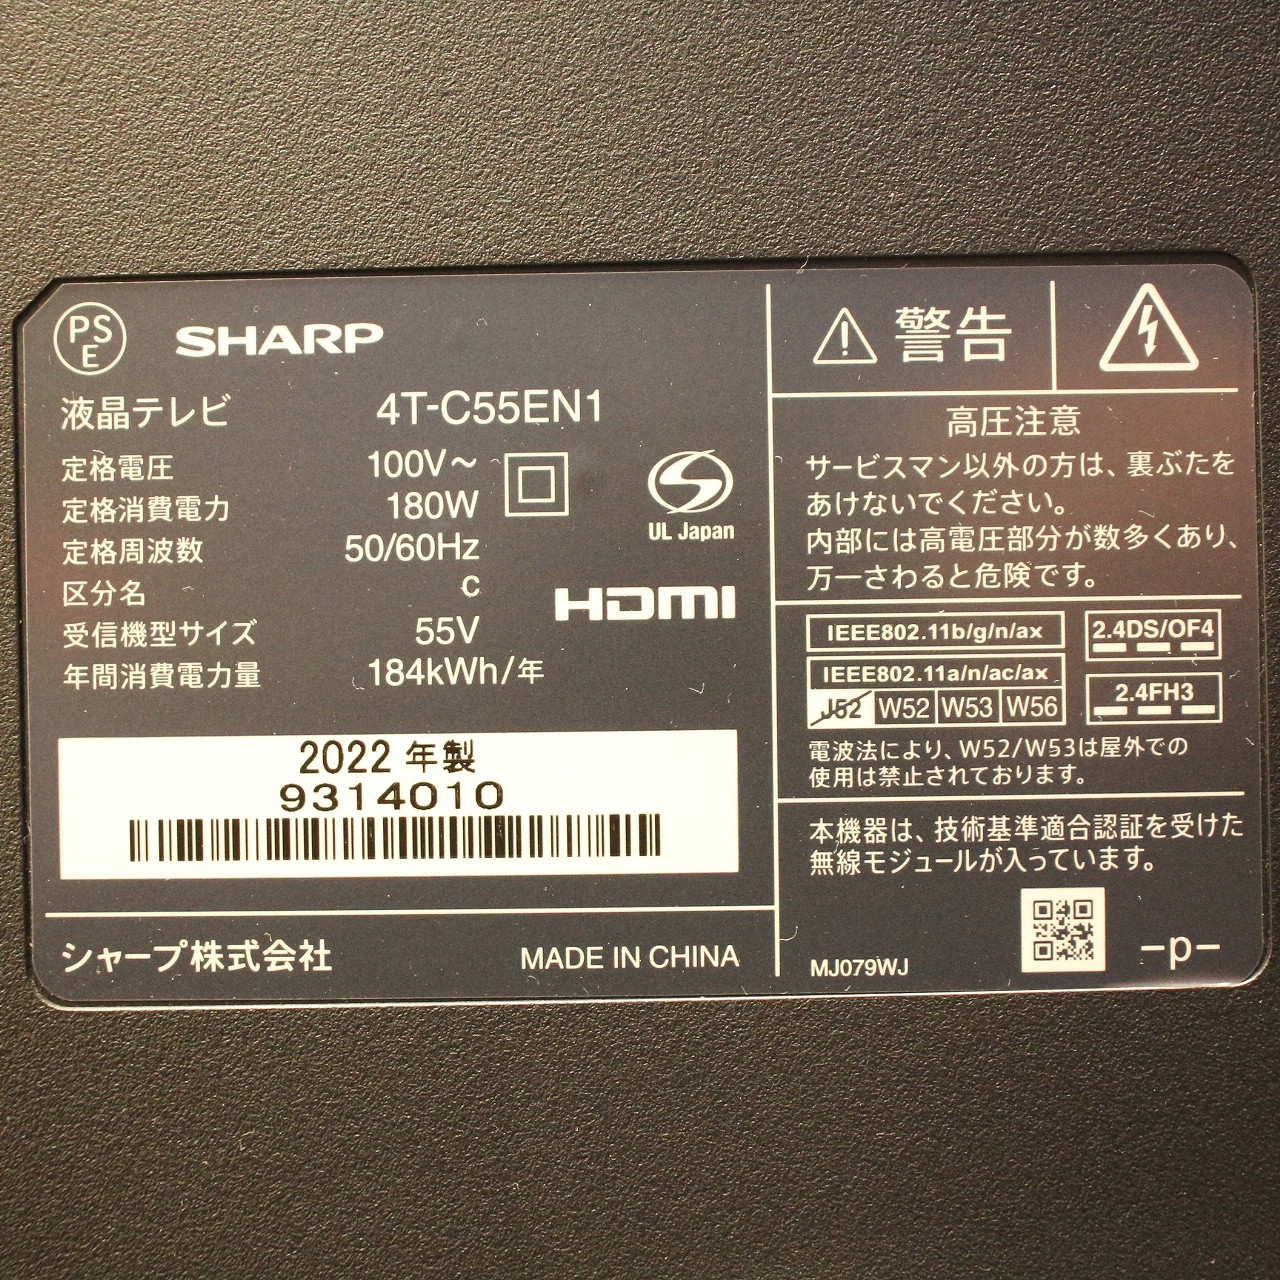 PSE
SHARP
液晶テレビ 4T-C55EN1
定格電圧 100V~
定格消費電力 180W
定格周波数 50/60Hz
区分名 C
受信機型サイズ 55V
年間消費電力量 184kWh/年
UL Japan
HDMI
2022 年製
9314010
シャープ株式会社 MADE IN CHINA
警告
高圧注意
サービスマン以外の方は、裏ぶたを
あけないでください。
内部には高電圧部分が数多くあり、
万一さわると危険です。
IEEE802.11b/g/n/ax
IEEE802.11a/n/ac/ax
J52 W52 W53 W56
2.4DS/OF4
2.4FH3
電波法により、W52/W53は屋外での
使用は禁止されております。
本機器は、技術基準適合認証を受けた
無線モジュールが入っています。
MJ079WJ
-p-